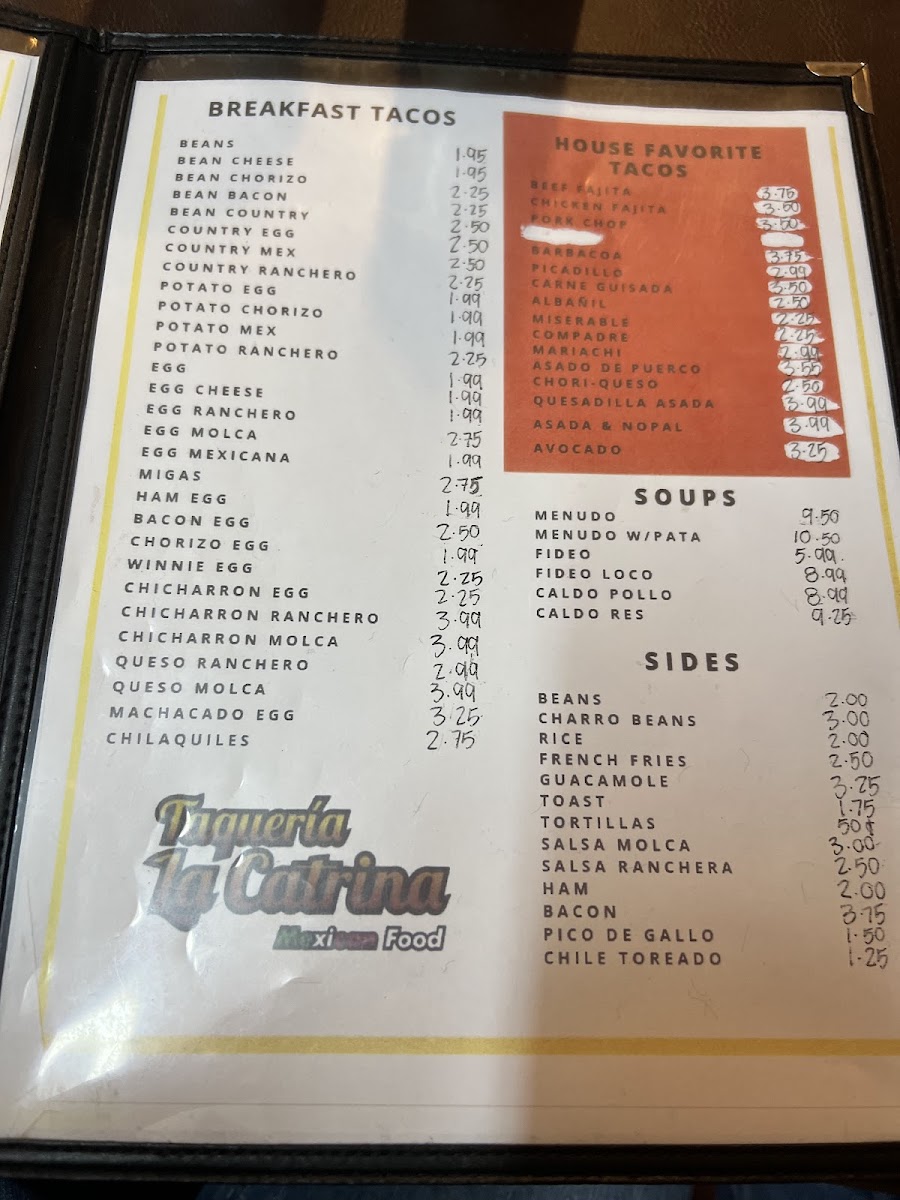 BREAKFAST TACOS
BEANS 1.95
BEAN CHEESE 1.95
BEAN CHORIZO 2.25
BEAN BACON 2.25
BEAN COUNTRY 2.50
COUNTRY EGG 2.50
COUNTRY MEX 2.50
COUNTRY RANCHERO 2.25
POTATO EGG 1.99
POTATO CHORIZO 1.99
POTATO MEX 1.99
POTATO RANCHERO 2.25
EGG 1.99
EGG CHEESE 1.99
EGG RANCHERO 1.99
EGG MOLCA 2.75
EGG MEXICANA 1.99
MIGAS 2.75
HAM EGG 1.99
BACON EGG 2.50
CHORIZO EGG 1.99
WINNIE EGG 2.25
CHICHARRON EGG 2.25
CHICHARRON RANCHERO 3.99
CHICHARRON MOLCA 3.99
QUESO RANCHERO 2.99
QUESO MOLCA 3.99
MACHACADO EGG 3.25
CHILAQUILES 2.75
Taquería
La Catrina
Mexican Food
HOUSE FAVORITE
TACOS
BEEF FAJITA 3.75
CHICKEN FAJITA 3.50
PORK CHOP 3.50
BARBACOA 3.75
PICADILLO 2.99
CARNE GUISADA 3.50
ALBAÑIL 2.50
MISERABLE 2.25
COMPADRE 2.25
MARIACHI 2.99
ASADO DE PUERCO 3.55
CHORI-QUESO 2.50
QUESADILLA ASADA 3.99
ASADA & NOPAL 3.99
AVOCADO 3.25
SOUPS
MENUDO 9.50
MENUDO W/PATA 10.50
FIDEO 5.99
FIDEO LOCO 8.99
CALDO POLLO 8.99
CALDO RES 9.25
SIDES
BEANS 2.00
CHARRO BEANS 3.00
RICE 2.00
FRENCH FRIES 2.50
GUACAMOLE 3.25
TOAST 1.75
TORTILLAS 50¢
SALSA MOLCA 3.00
SALSA RANCHERA 2.50
HAM 2.00
BACON 3.75
PICO DE GALLO 1.50
CHILE TOREADO 1.25